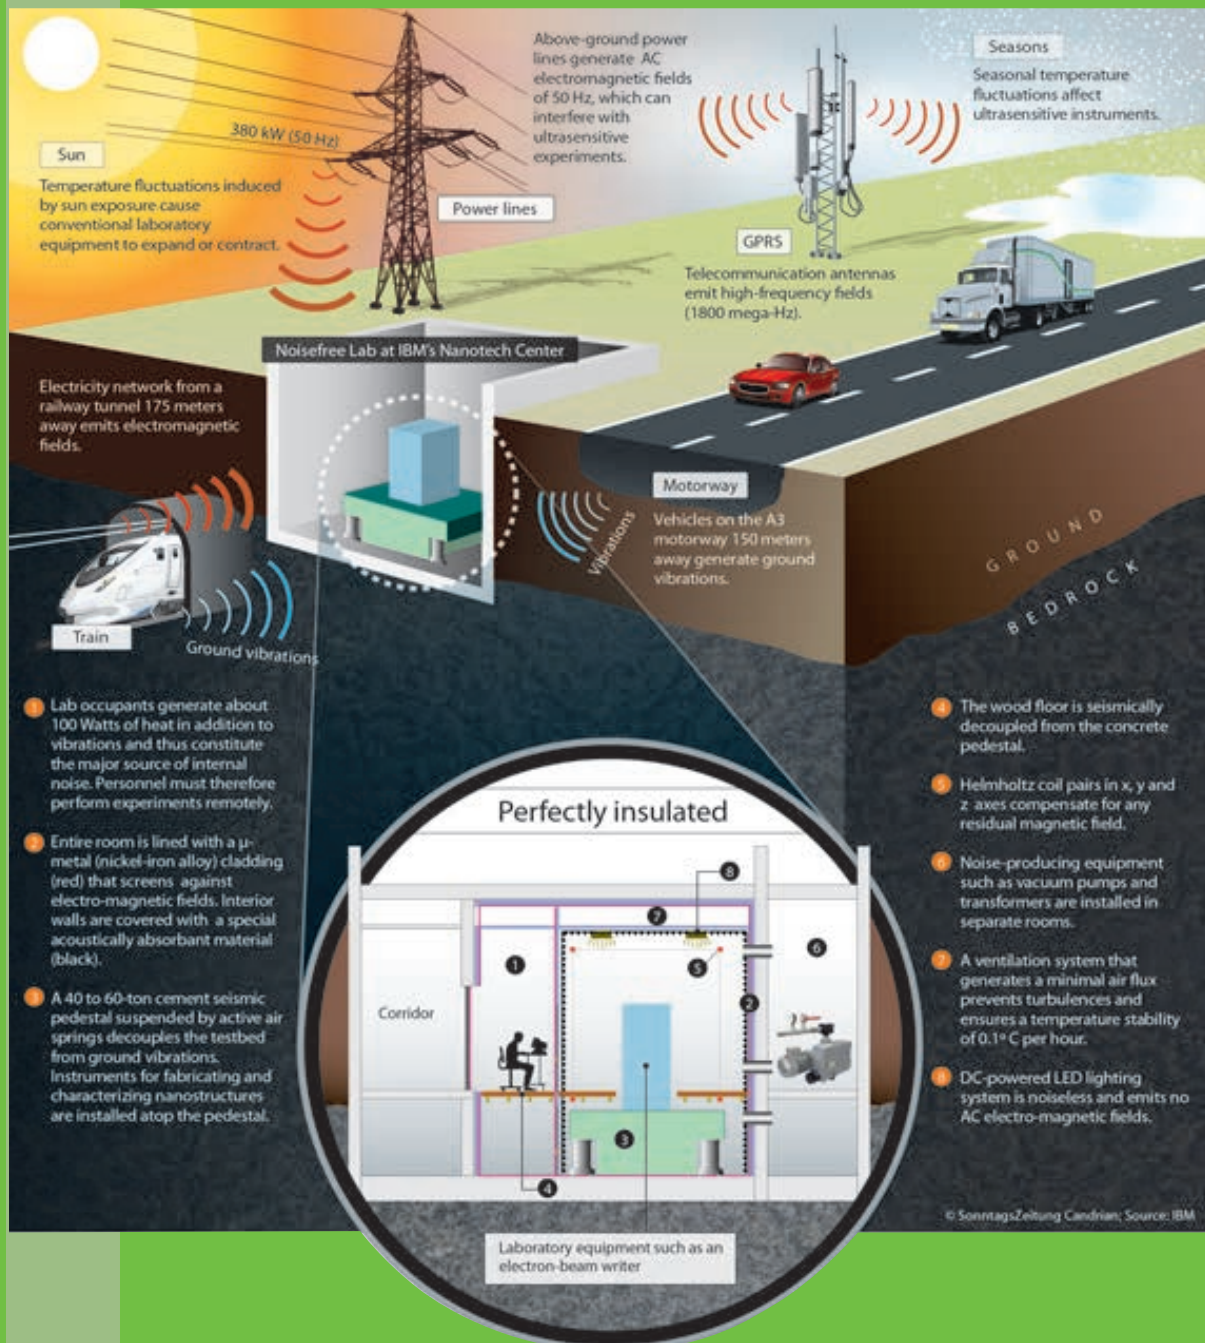 Sun
Temperature fluctuations induced
by sun exposure cause
conventional laboratory
equipment to expand or contract.
380 kW (50 Hz)
Above-ground power
lines generate AC
electromagnetic fields
of 50 Hz, which can
interfere with
ultrasensitive
experiments.
Power lines
Seasons
Seasonal temperature
fluctuations affect
ultrasensitive instruments.
GPRS
Telecommunication antennas
emit high-frequency fields
(1800 mega-Hz).
Noisefree Lab at IBM's Nanotech Center
Electricity network from a
railway tunnel 175 meters
away emits electromagnetic
fields.
Train
Ground vibrations
Vibrations
Motorway
Vehicles on the A3
motorway 150 meters
away generate ground
vibrations.
GROUND
BEDROCK
1 Lab occupants generate about
100 Watts of heat in addition to
vibrations and thus constitute
the major source of internal
noise. Personnel must therefore
perform experiments remotely.
2 Entire room is lined with a μ-
metal (nickel-iron alloy) cladding
(red) that screens against
electro-magnetic fields. Interior
walls are covered with a special
acoustically absorbant material
(black).
3 A 40 to 60-ton cement seismic
pedestal suspended by active air
springs decouples the testbed
from ground vibrations.
Instruments for fabricating and
characterizing nanostructures
are installed atop the pedestal.
4 The wood floor is seismically
decoupled from the concrete
pedestal.
5 Helmholtz coil pairs in x, y and
z axes compensate for any
residual magnetic field.
6 Noise-producing equipment
such as vacuum pumps and
transformers are installed in
separate rooms.
7 A ventilation system that
generates a minimal air flux
prevents turbulences and
ensures a temperature stability
of 0.1º C per hour.
8 DC-powered LED lighting
system is noiseless and emits no
AC electro-magnetic fields.
Perfectly insulated
8
7
1
6
5
2
Corridor
3
4
Laboratory equipment such as an
electron-beam writer
© SonntagsZeitung Candrian; Source: IBM